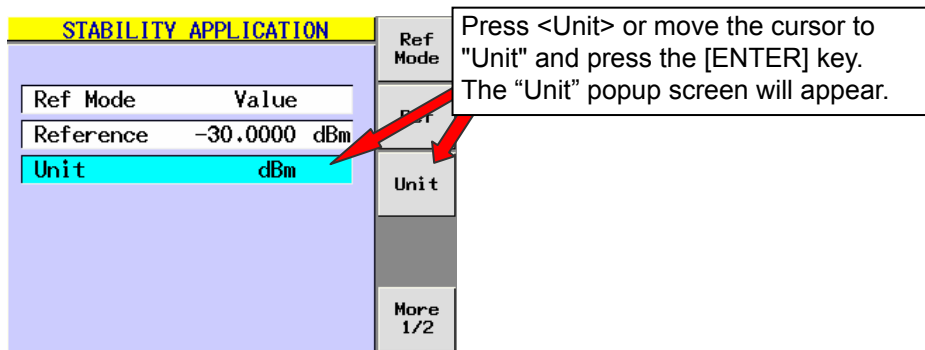 STABILITY APPLICATION
Ref Mode Value
Reference -30.0000 dBm
Unit dBm
Ref
Mode
Ref
Unit
More
1/2
Press <Unit> or move the cursor to
"Unit" and press the [ENTER] key.
The “Unit” popup screen will appear.